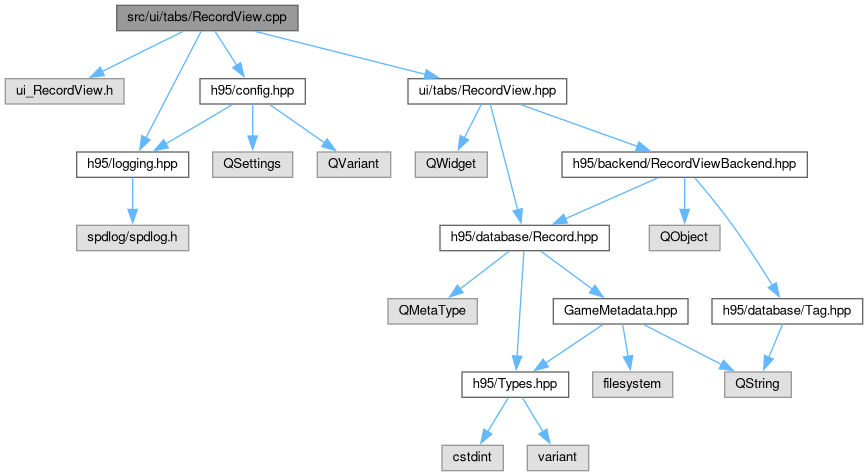 src/ui/tabs/RecordView.cpp
ui_RecordView.h
h95/config.hpp
ui/tabs/RecordView.hpp
h95/logging.hpp
QSettings
QVariant
QWidget
h95/backend/RecordViewBackend.hpp
spdlog/spdlog.h
h95/database/Record.hpp
QObject
QMetaType
GameMetadata.hpp
h95/database/Tag.hpp
h95/Types.hpp
filesystem
QString
cstdint
variant